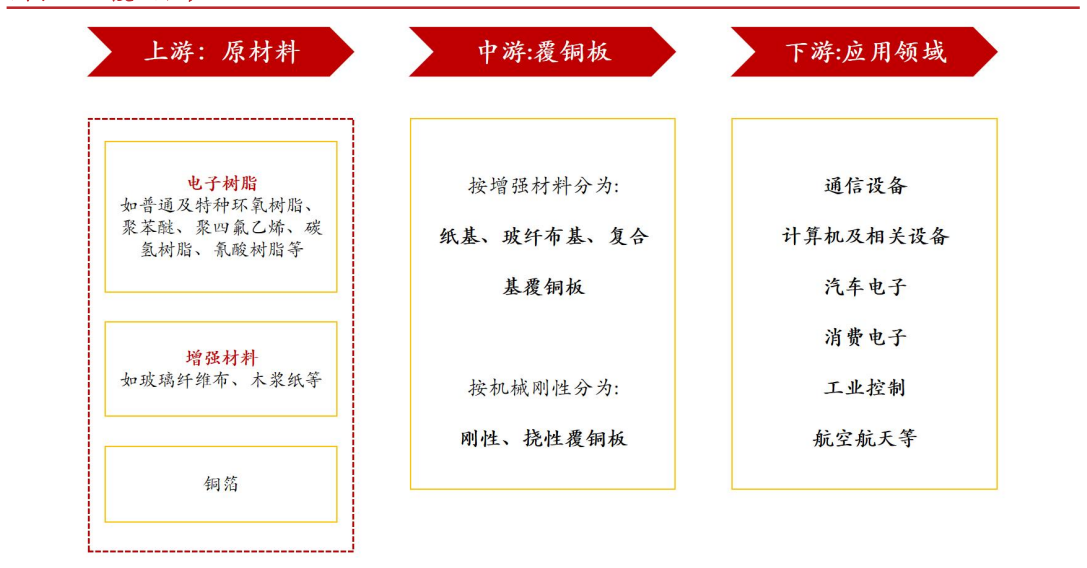 上游：原材料
电子树脂
如普通及特种环氧树脂、
聚苯醚、聚四氟乙烯、碳
氢树脂、氰酸树脂等
增强材料
如玻璃纤维布、木浆纸等
铜箔
中游:覆铜板
按增强材料分为:
纸基、玻纤布基、复合
基覆铜板
按机械刚性分为:
刚性、挠性覆铜板
下游:应用领域
通信设备
计算机及相关设备
汽车电子
消费电子
工业控制
航空航天等